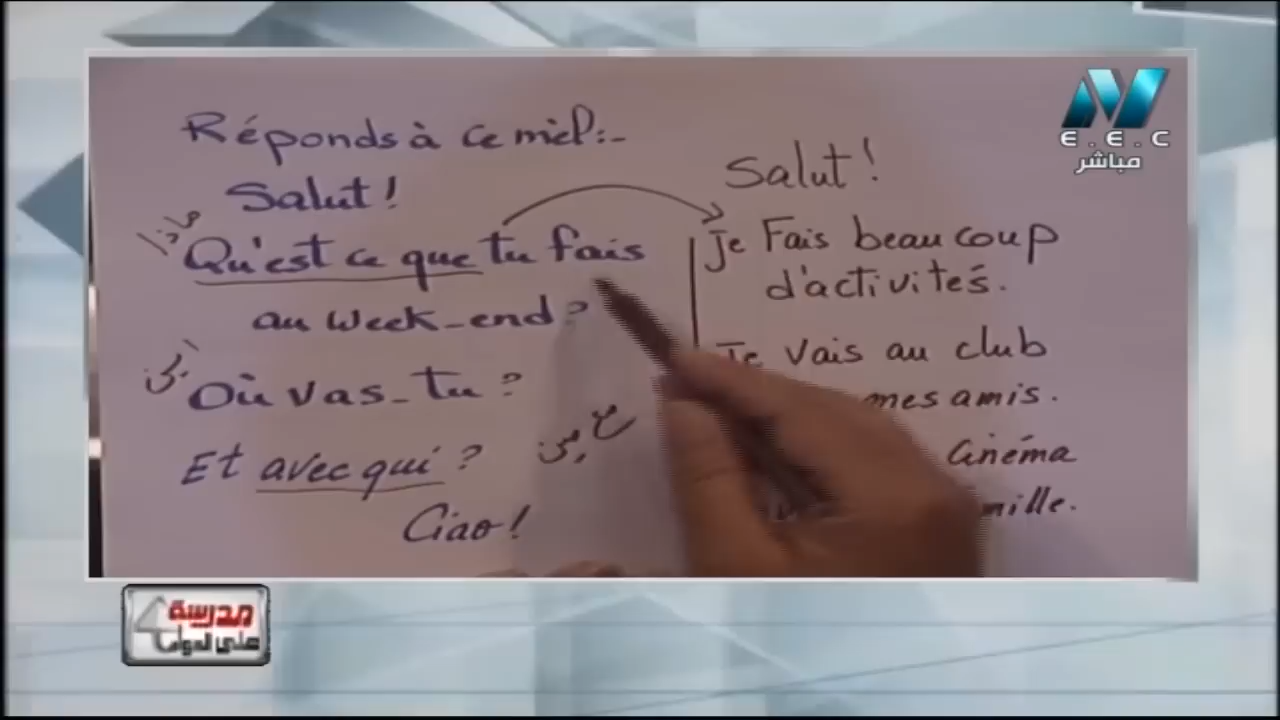 Réponds à ce miel:-
Salut!
ماذا
Qu'est ce que tu fais
au week-end?
أين
Où vas-tu?
Et avec qui?
مع مين
Ciao!
Salut!
Je Fais beaucoup
d'activités.
Je vais au club
mes amis.
Cinéma
mille.
E.E.C
مباشر
مدرسة
على الهواء